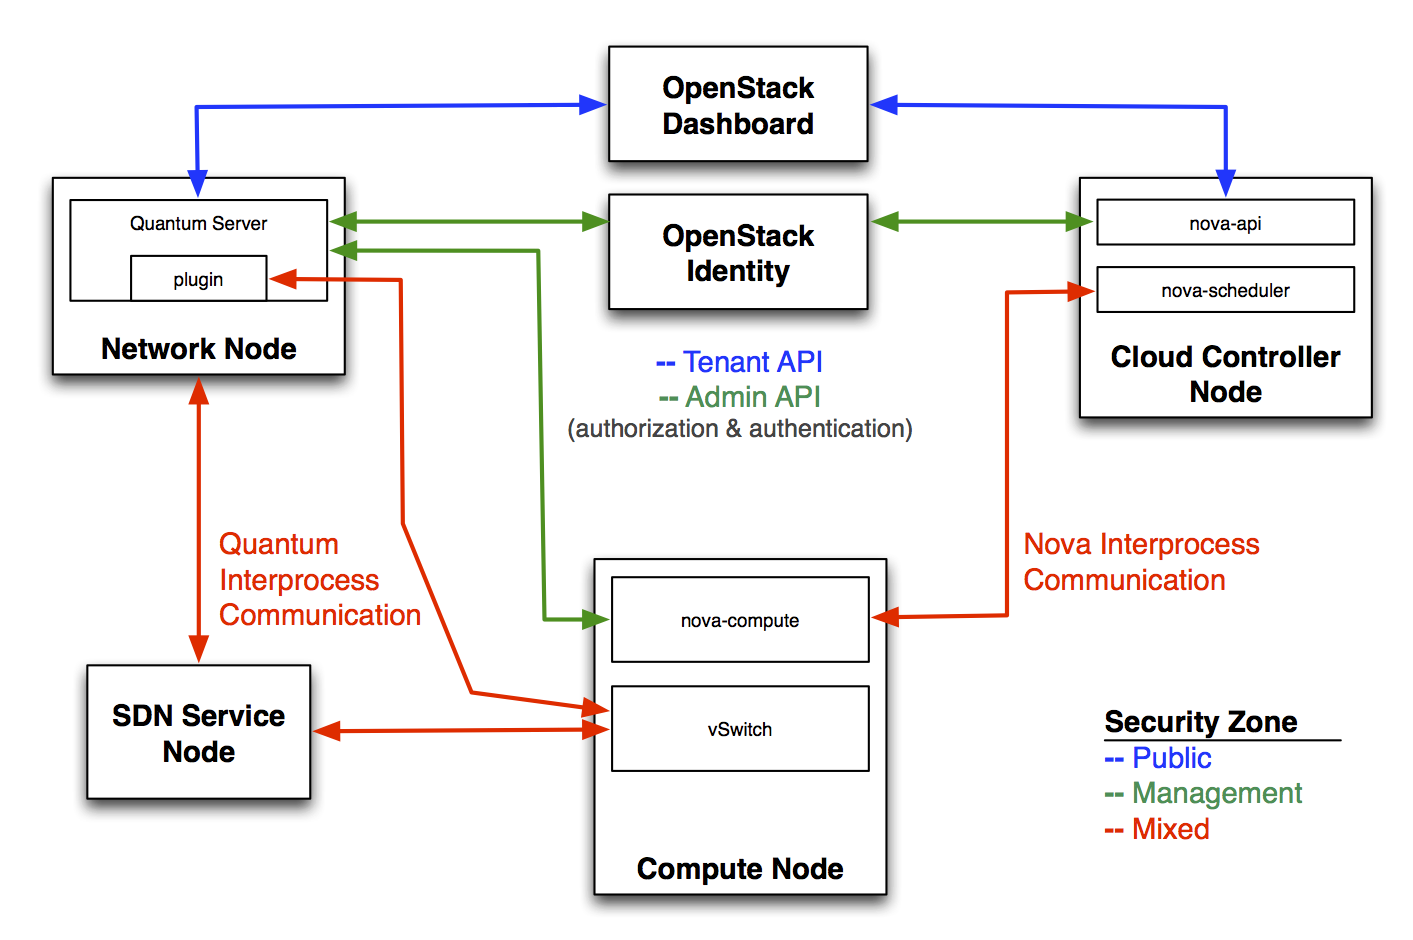 OpenStack
Dashboard
Quantum Server
plugin
Network Node
OpenStack
Identity
nova-api
nova-scheduler
Cloud Controller
Node
-- Tenant API
-- Admin API
(authorization & authentication)
Quantum
Interprocess
Communication
Nova Interprocess
Communication
nova-compute
vSwitch
Compute Node
SDN Service
Node
Security Zone
-- Public
-- Management
-- Mixed